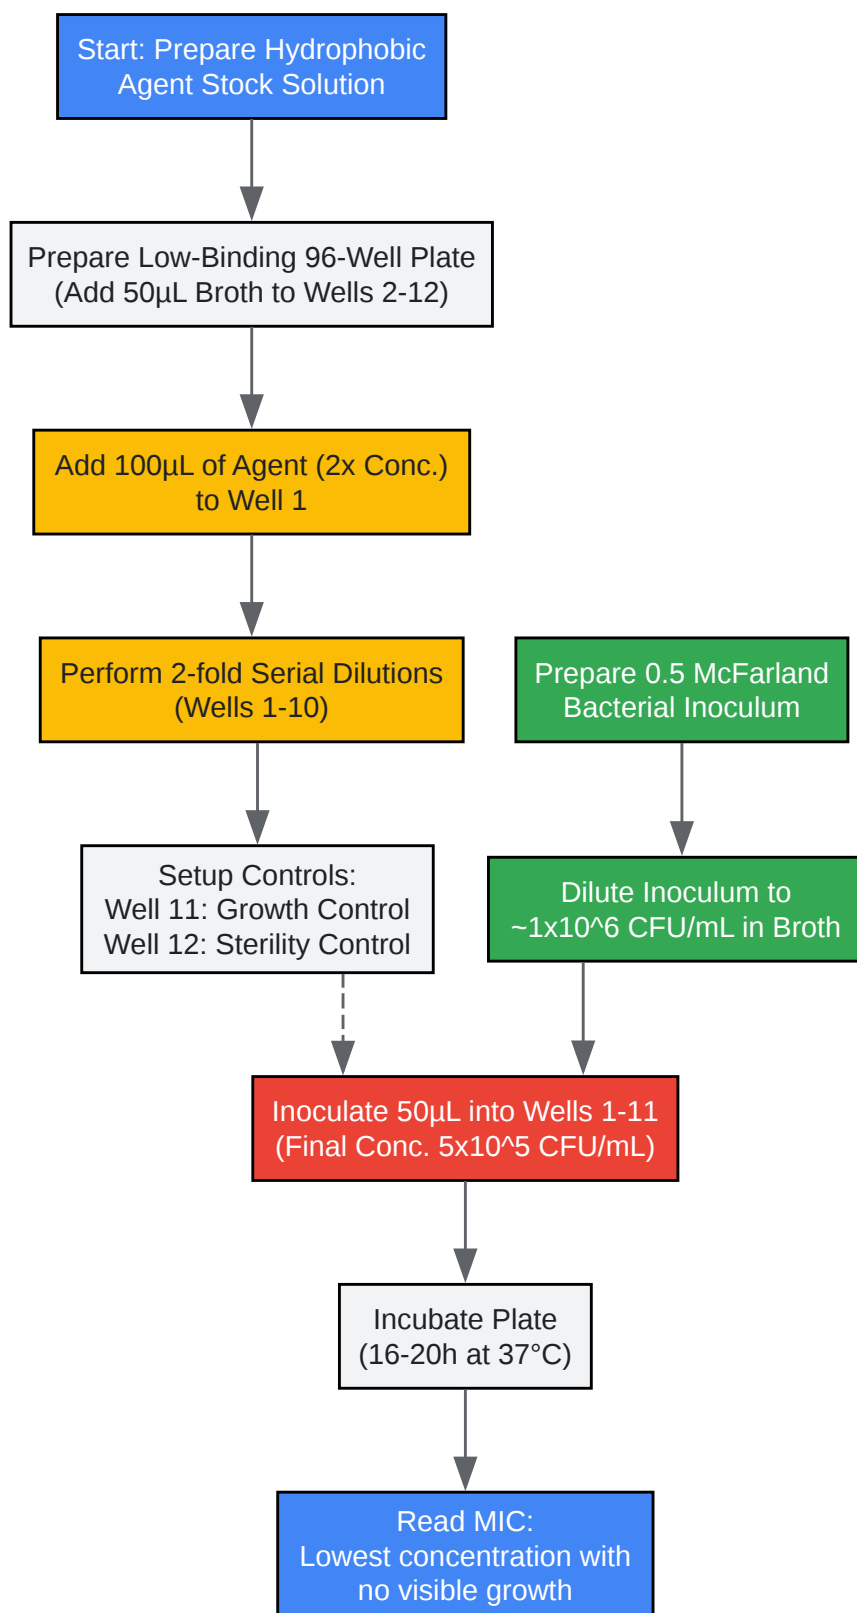 Start: Prepare Hydrophobic
Agent Stock Solution
Prepare Low-Binding 96-Well Plate
(Add 50µL Broth to Wells 2-12)
Add 100µL of Agent (2x Conc.)
to Well 1
Perform 2-fold Serial Dilutions
(Wells 1-10)
Prepare 0.5 McFarland
Bacterial Inoculum
Setup Controls:
Well 11: Growth Control
Well 12: Sterility Control
Dilute Inoculum to
~1x10^6 CFU/mL in Broth
Inoculate 50µL into Wells 1-11
(Final Conc. 5x10^5 CFU/mL)
Incubate Plate
(16-20h at 37°C)
Read MIC:
Lowest concentration with
no visible growth